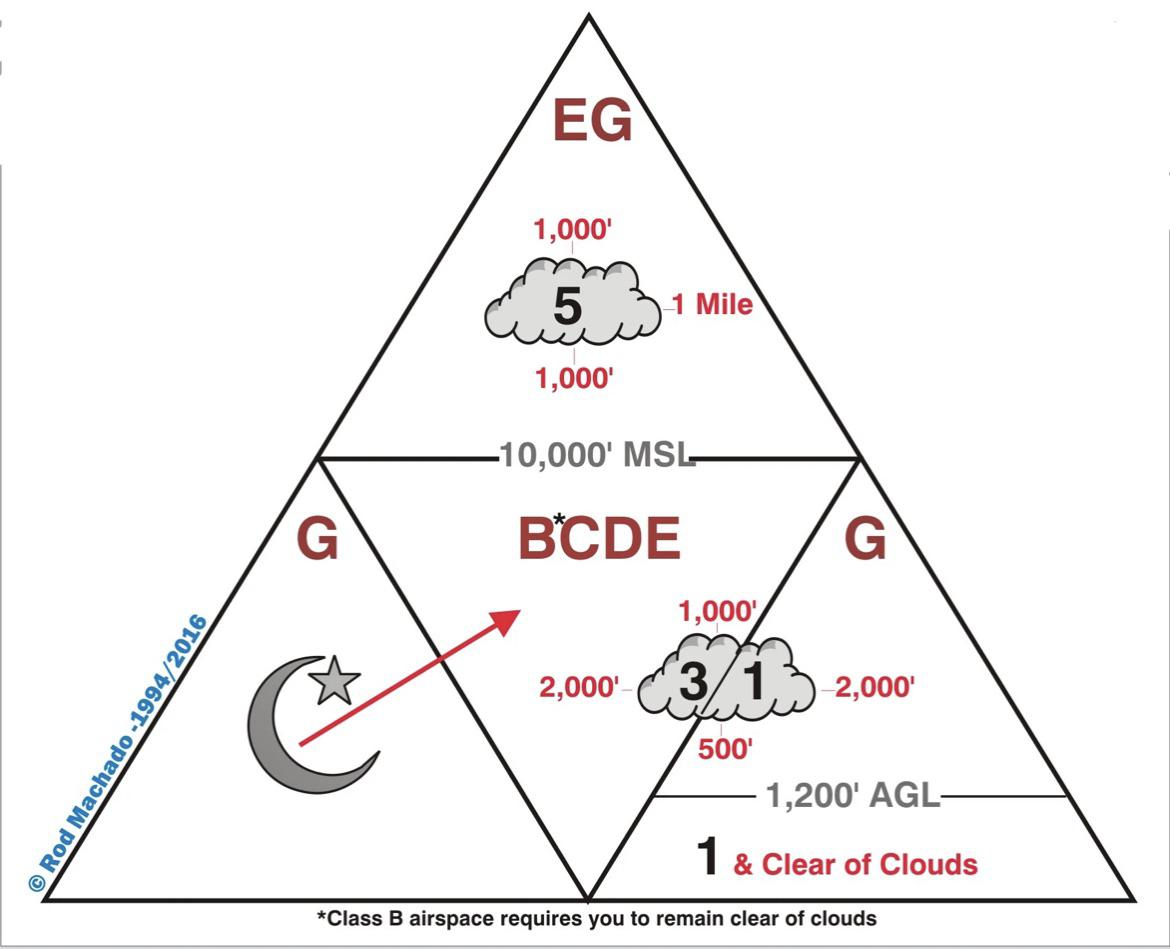 EG
1,000'
5
1 Mile
1,000'
10,000' MSL
G
B*CDE
G
1,000'
3/1
2,000'
2,000'
500'
1,200' AGL
1 & Clear of Clouds
© Rod Machado -1994/2016
*Class B airspace requires you to remain clear of clouds